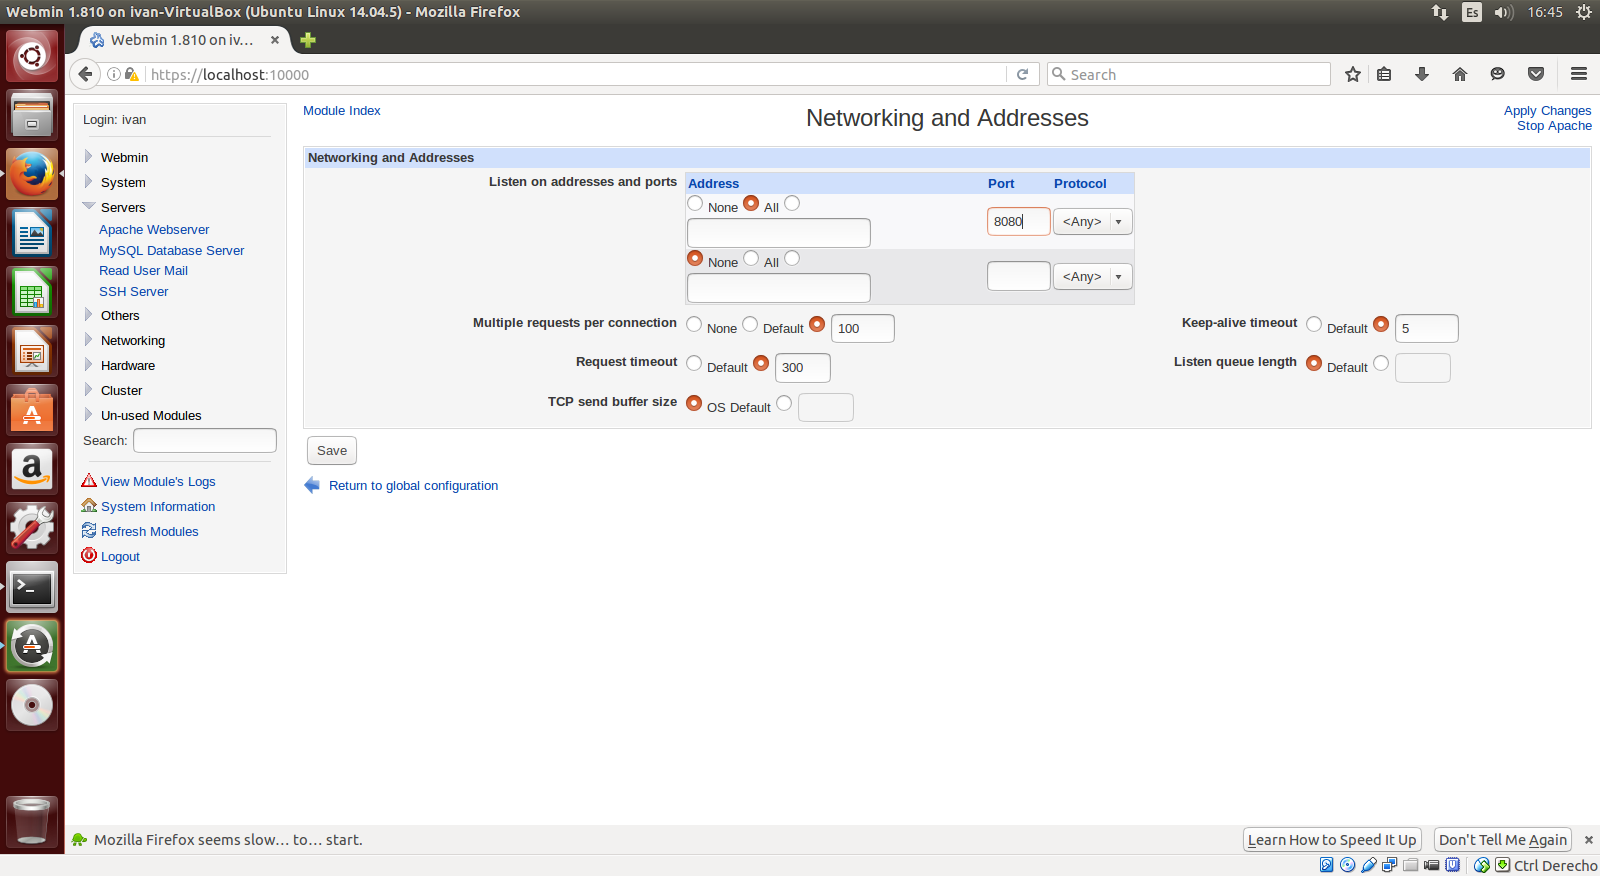 Webmin 1.810 on ivan-VirtualBox (Ubuntu Linux 14.04.5) - Mozilla Firefox
Es 16:45
Webmin 1.810 on iv... ×
https://localhost:10000
Search
Login: ivan
Webmin
System
Servers
Apache Webserver
MySQL Database Server
Read User Mail
SSH Server
Others
Networking
Hardware
Cluster
Un-used Modules
Search:
View Module's Logs
System Information
Refresh Modules
Logout
Module Index
Networking and Addresses
Apply Changes
Stop Apache
Networking and Addresses
Listen on addresses and ports
Address Port Protocol
None All 8080 <Any>
None All <Any>
Multiple requests per connection None Default 100 Keep-alive timeout Default 5
Request timeout Default 300 Listen queue length Default
TCP send buffer size OS Default
Save
Return to global configuration
Mozilla Firefox seems slow... to... start. Learn How to Speed It Up Don't Tell Me Again ×
Ctrl Derecho